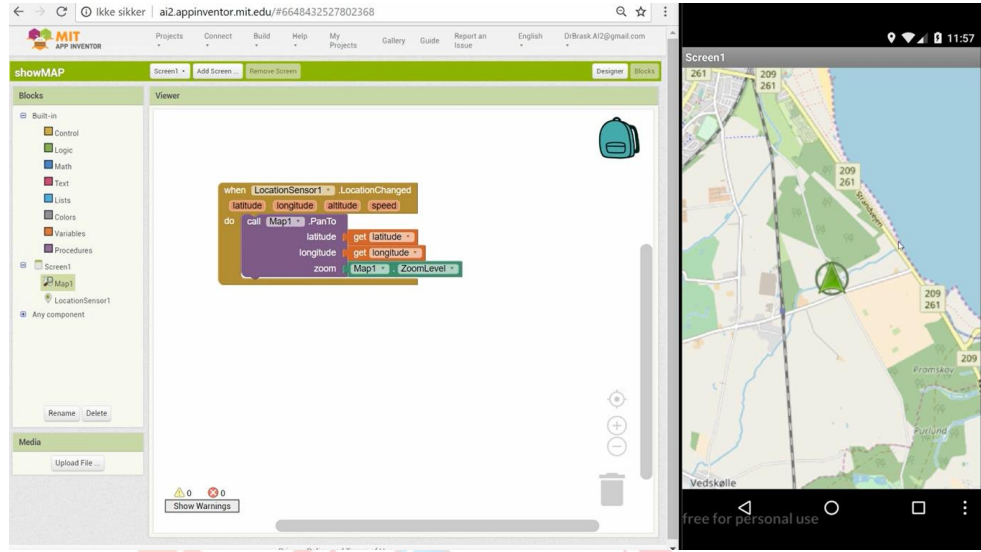 Ikke sikker | ai2.appinventor.mit.edu/#6648432527802368
MIT
APP INVENTOR
Projects
Connect
Build
Help
My Projects
Gallery
Guide
Report an Issue
English
DrBrask.AI2@gmail.com
showMAP
Screen1
Add Screen ...
Remove Screen
Designer
Blocks
Blocks
Viewer
Built-in
Control
Logic
Math
Text
Lists
Colors
Variables
Procedures
Screen1
Map1
LocationSensor1
Any component
Rename
Delete
Media
Upload File ...
when LocationSensor1 .LocationChanged
latitude longitude altitude speed
do call Map1 .PanTo
latitude get latitude
longitude get longitude
zoom Map1 . ZoomLevel
0 0
Show Warnings
11:57
Screen1
261
209
261
209
261
Strandvejen
209
261
209
Præmskov
Purlund
Vedskølle
free for personal use